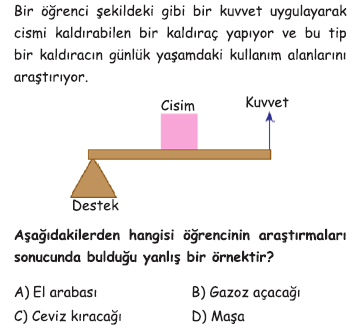 Bir öğrenci şekildeki gibi bir kuvvet uygulayarak
cismi kaldırabilen bir kaldıraç yapıyor ve bu tip
bir kaldıracın günlük yaşamdaki kullanım alanlarını
araştırıyor.
Cisim
Kuvvet
Destek
Aşağıdakilerden hangisi öğrencinin araştırmaları
sonucunda bulduğu yanlış bir örnektir?
A) El arabası B) Gazoz açacağı
C) Ceviz kıracağı D) Maşa